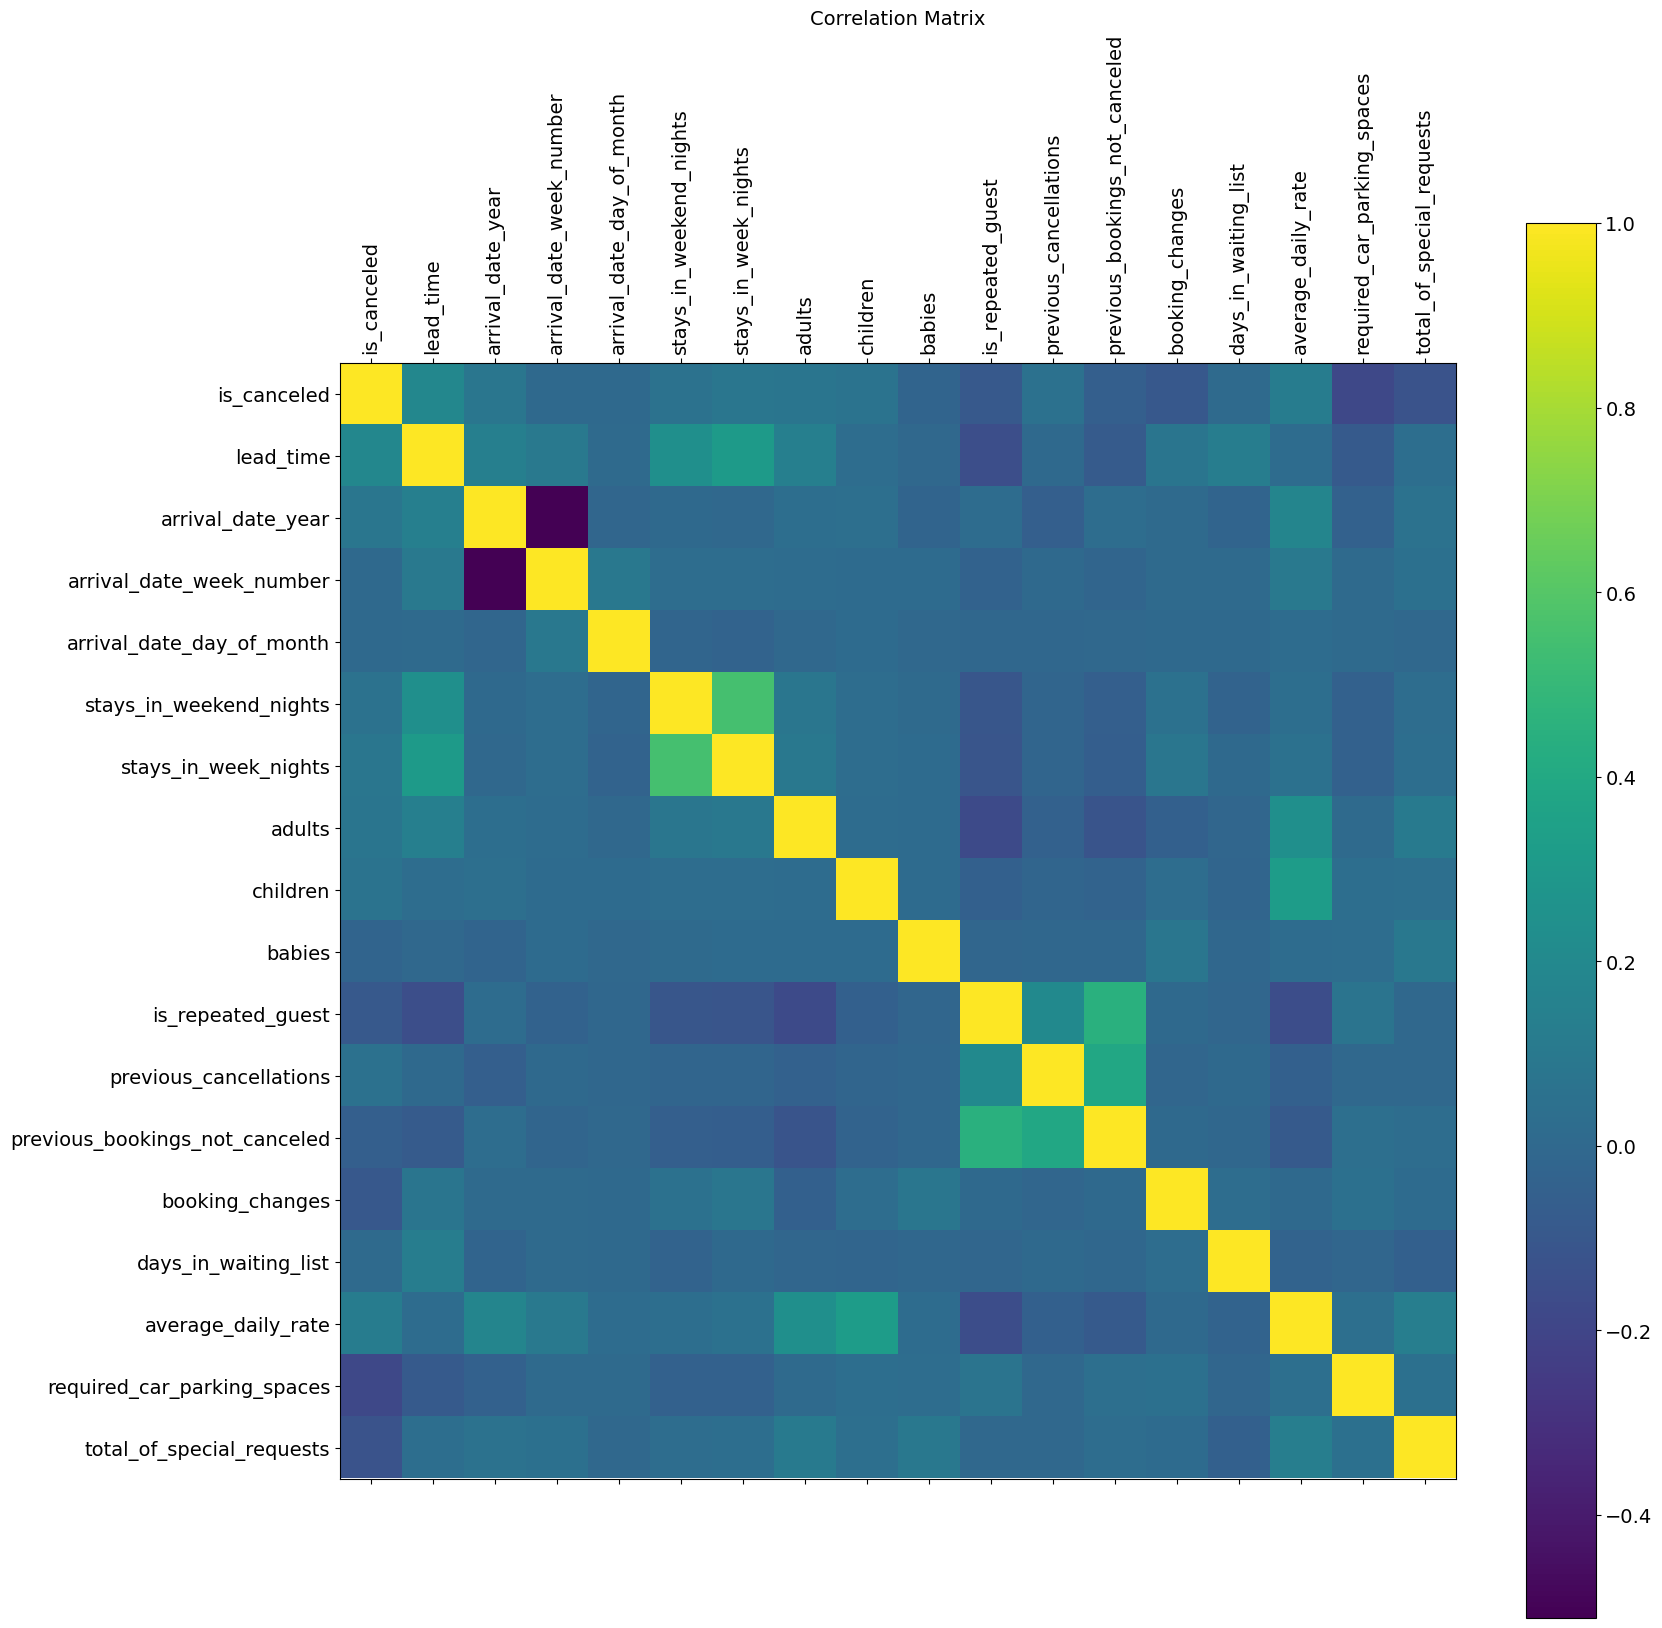 Correlation Matrix
is_canceled
lead_time
arrival_date_year
arrival_date_week_number
arrival_date_day_of_month
stays_in_weekend_nights
stays_in_week_nights
adults
children
babies
is_repeated_guest
previous_cancellations
previous_bookings_not_canceled
booking_changes
days_in_waiting_list
average_daily_rate
required_car_parking_spaces
total_of_special_requests
is_canceled
lead_time
arrival_date_year
arrival_date_week_number
arrival_date_day_of_month
stays_in_weekend_nights
stays_in_week_nights
adults
children
babies
is_repeated_guest
previous_cancellations
previous_bookings_not_canceled
booking_changes
days_in_waiting_list
average_daily_rate
required_car_parking_spaces
total_of_special_requests
1.0
0.8
0.6
0.4
0.2
0.0
−0.2
−0.4